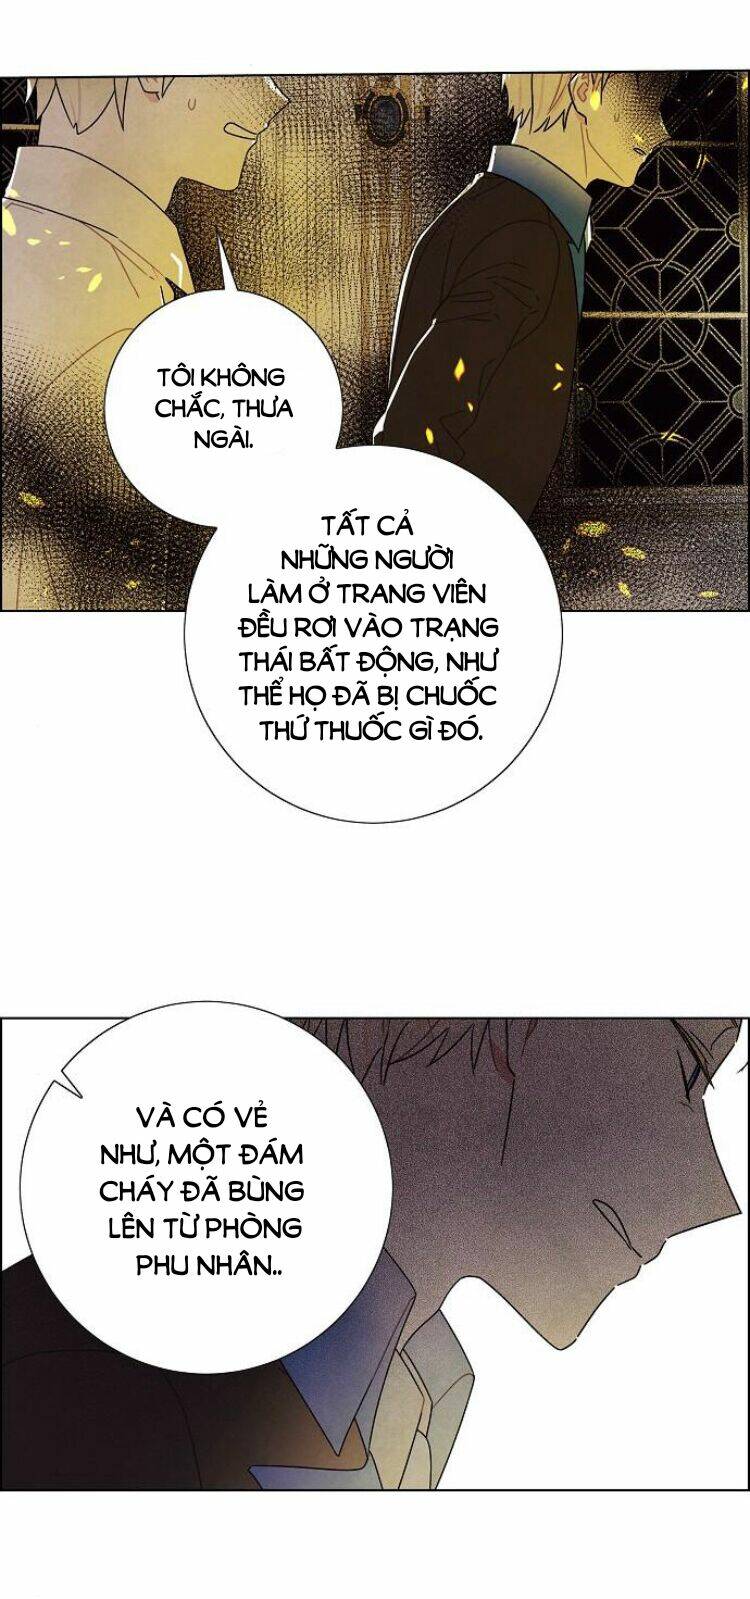 TÔI KHÔNG
CHẮC, THƯA
NGÀI.
TẤT CẢ
NHỮNG NGƯỜI
LÀM Ở TRANG VIÊN
ĐỀU RƠI VÀO TRẠNG
THÁI BẤT ĐỘNG, NHƯ
THỂ HỌ ĐÃ BỊ CHUỐC
THỨ THUỐC GÌ ĐÓ.
VÀ CÓ VẺ
NHƯ, MỘT ĐÁM
CHÁY ĐÃ BÙNG
LÊN TỪ PHÒNG
PHU NHÂN..